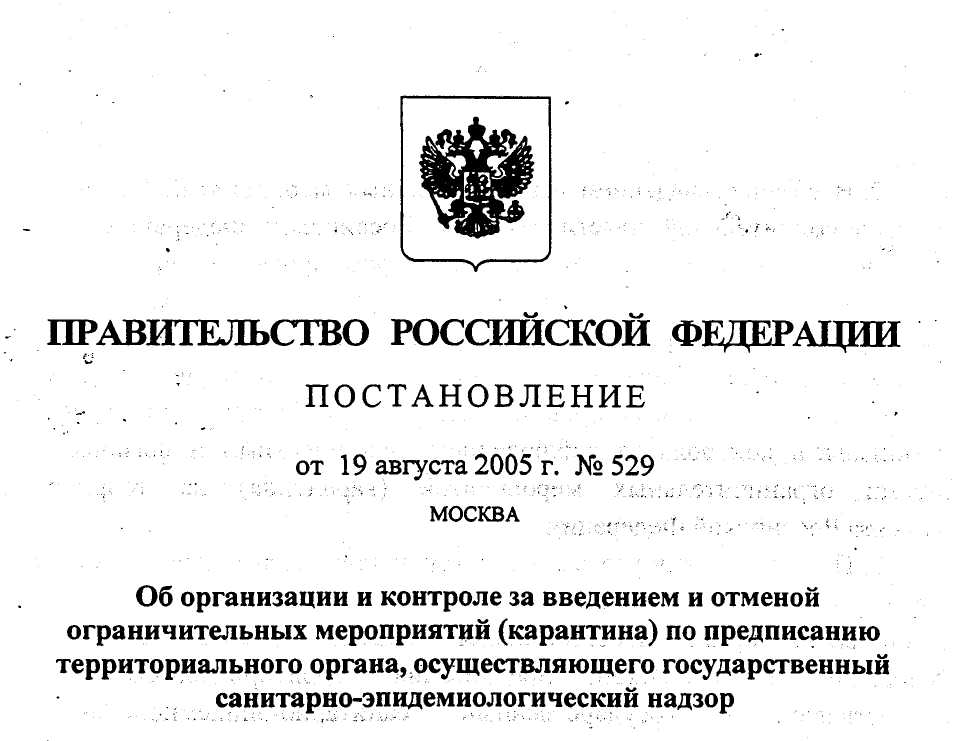 ПРАВИТЕЛЬСТВО РОССИЙСКОЙ ФЕДЕРАЦИИ
ПОСТАНОВЛЕНИЕ
от 19 августа 2005 г. № 529
МОСКВА
Об организации и контроле за введением и отменой
ограничительных мероприятий (карантина) по предписанию
территориального органа, осуществляющего государственный
санитарно-эпидемиологический надзор